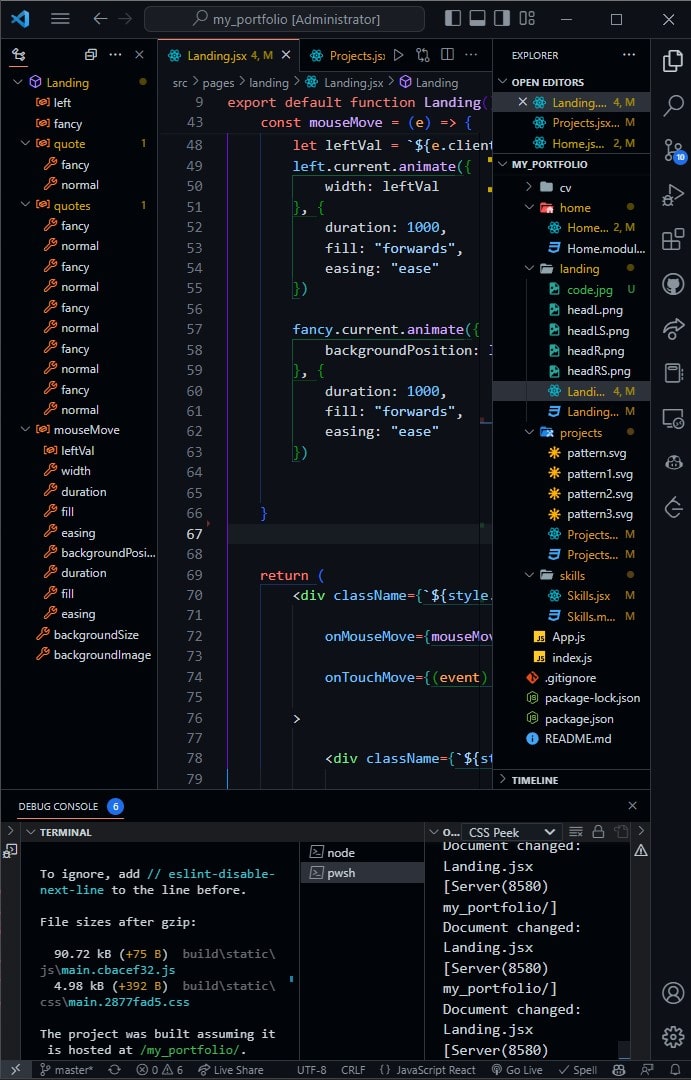 my_portfolio [Administrator]
Landing
left
fancy
quote 1
fancy
normal
quotes 1
fancy
normal
fancy
normal
fancy
normal
fancy
normal
fancy
normal
mouseMove
leftVal
width
duration
fill
easing
backgroundPosi...
duration
fill
easing
backgroundSize
backgroundImage
Landing.jsx 4, M
Projects.jsx
src > pages > landing > Landing.jsx > Landing
9 export default function Landing(
43 const mouseMove = (e) => {
48 let leftVal = `${e.client
49 left.current.animate({
50 width: leftVal
51 }, {
52 duration: 1000,
53 fill: "forwards",
54 easing: "ease"
55 })
56
57 fancy.current.animate({
58 backgroundPosition:
59 }, {
60 duration: 1000,
61 fill: "forwards",
62 easing: "ease"
63 })
64
65
66 }
67
68
69 return (
70 <div className={`${style.
71
72 onMouseMove={mouseMov
73
74 onTouchMove={(event)
75
76 >
77
78 <div className={`${st
79
EXPLORER
OPEN EDITORS
Landing.... 4, M
Projects.jsx... M
Home.js... 2, M
MY_PORTFOLIO
cv
home
Home... 2, M
Home.modul...
landing
code.jpg U
headL.png
headLS.png
headR.png
headRS.png
Landi... 4, M
Landing... M
projects
pattern.svg
pattern1.svg
pattern2.svg
pattern3.svg
Projects... M
Projects... M
skills
Skills.jsx M
Skills.m... M
JS App.js
JS index.js
.gitignore
package-lock.json
package.json
README.md
TIMELINE
10
DEBUG CONSOLE 6
TERMINAL
To ignore, add // eslint-disable-
next-line to the line before.
File sizes after gzip:
90.72 kB (+75 B) build\static\
js\main.cbacef32.js
4.98 kB (+392 B) build\static\
css\main.2877fad5.css
The project was built assuming it
is hosted at /my_portfolio/.
node
pwsh
O... CSS Peek
Document changed:
Landing.jsx
[Server(8580)
my_portfolio/]
Document changed:
Landing.jsx
[Server(8580)
my_portfolio/]
Document changed:
Landing.jsx
[Server(8580)
master* 0 6 Live Share UTF-8 CRLF {} JavaScript React Go Live Spell